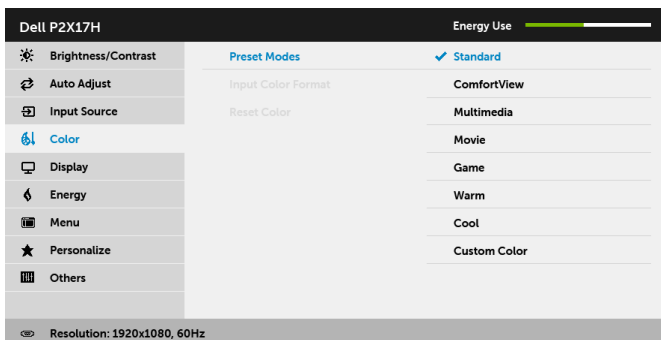 Dell P2X17H Energy Use
Brightness/Contrast Preset Modes Standard
Auto Adjust Input Color Format ComfortView
Input Source Reset Color Multimedia
Color Movie
Display Game
Energy Warm
Menu Cool
Personalize Custom Color
Others
Resolution: 1920x1080, 60Hz